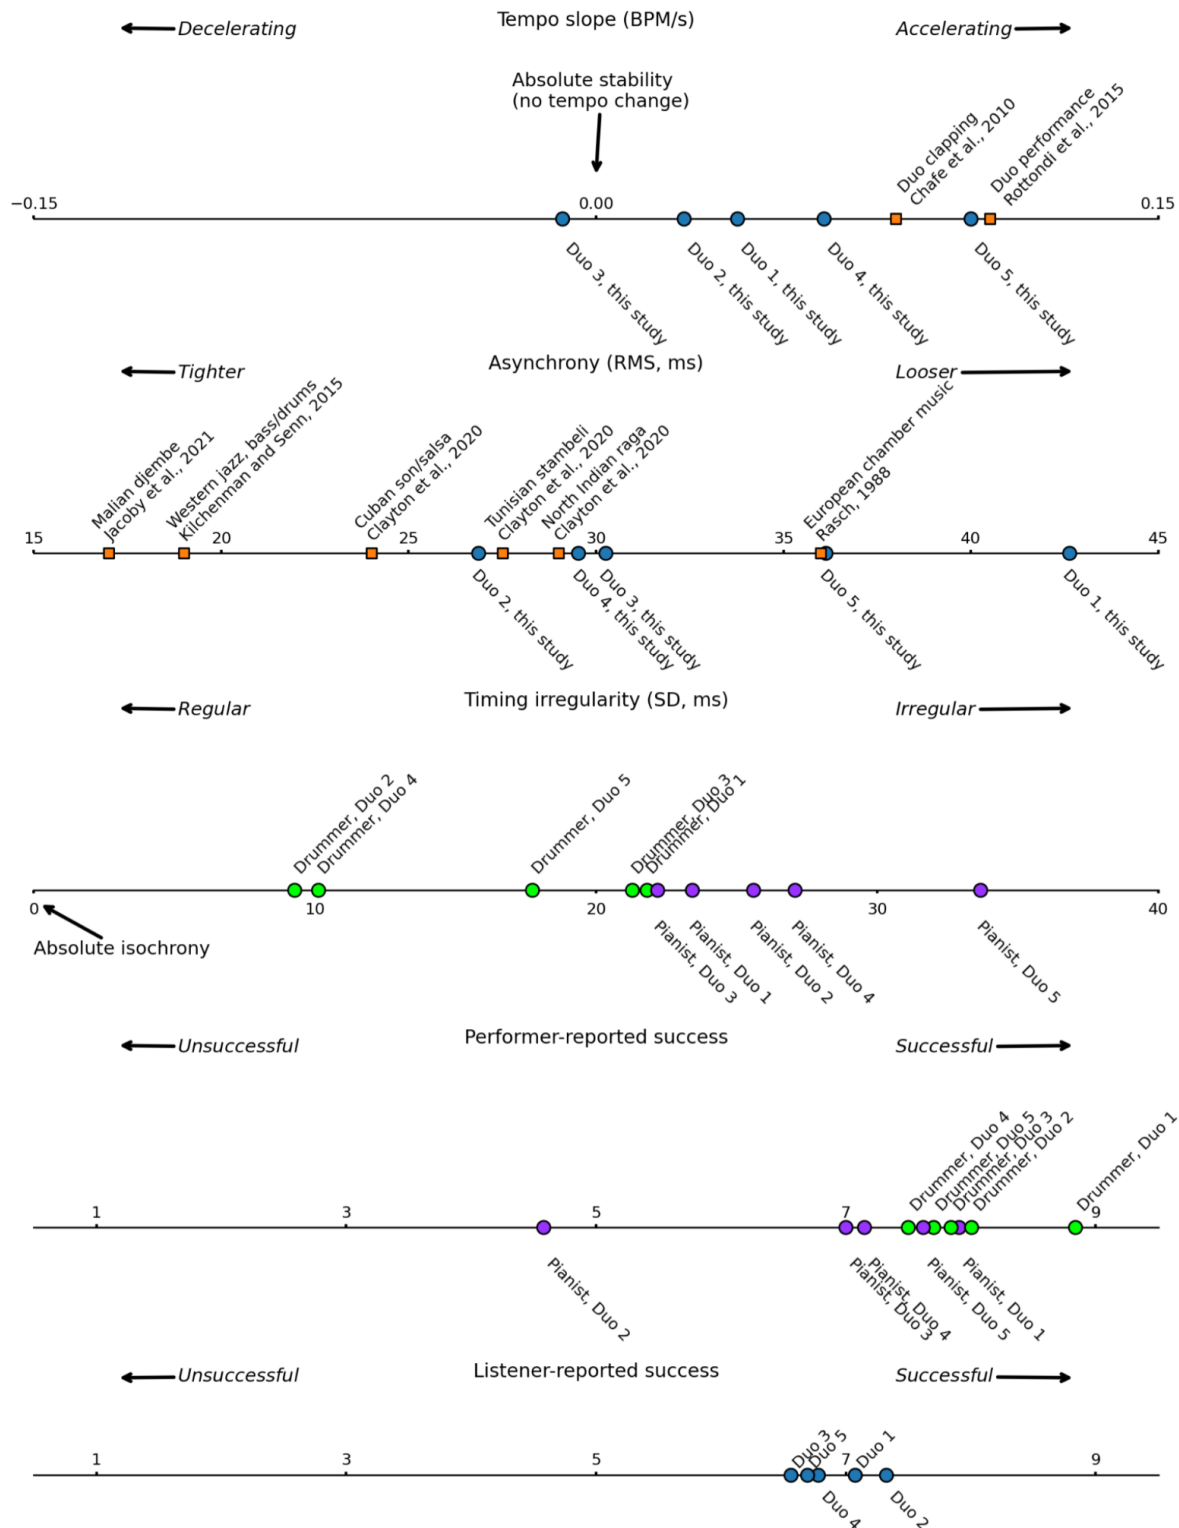 Tempo slope (BPM/s)
Decelerating
Accelerating
Absolute stability
(no tempo change)
Duo clapping
Chafe et al., 2010
Duo performance
Rottondi et al., 2015
−0.15
0.00
0.15
Duo 3, this study
Duo 2, this study
Duo 1, this study
Duo 4, this study
Duo 5, this study
Asynchrony (RMS, ms)
Tighter
Looser
Malian djembe
Jacoby et al., 2021
Western jazz, bass/drums
Kilchenman and Senn, 2015
Cuban son/salsa
Clayton et al., 2020
Tunisian stambeli
Clayton et al., 2020
North Indian raga
Clayton et al., 2020
European chamber music
Rasch, 1988
15
20
25
30
35
40
45
Duo 2, this study
Duo 4, this study
Duo 3, this study
Duo 5, this study
Duo 1, this study
Timing irregularity (SD, ms)
Regular
Irregular
Drummer, Duo 2
Drummer, Duo 4
Drummer, Duo 5
Drummer, Duo 3
Drummer, Duo 1
0
10
20
30
40
Absolute isochrony
Pianist, Duo 3
Pianist, Duo 1
Pianist, Duo 2
Pianist, Duo 4
Pianist, Duo 5
Performer-reported success
Unsuccessful
Successful
Drummer, Duo 4
Drummer, Duo 5
Drummer, Duo 3
Drummer, Duo 2
Drummer, Duo 1
1
3
5
7
9
Pianist, Duo 2
Pianist, Duo 3
Pianist, Duo 4
Pianist, Duo 5
Pianist, Duo 1
Listener-reported success
Unsuccessful
Successful
Duo 3
Duo 5
Duo 1
1
3
5
7
9
Duo 4
Duo 2